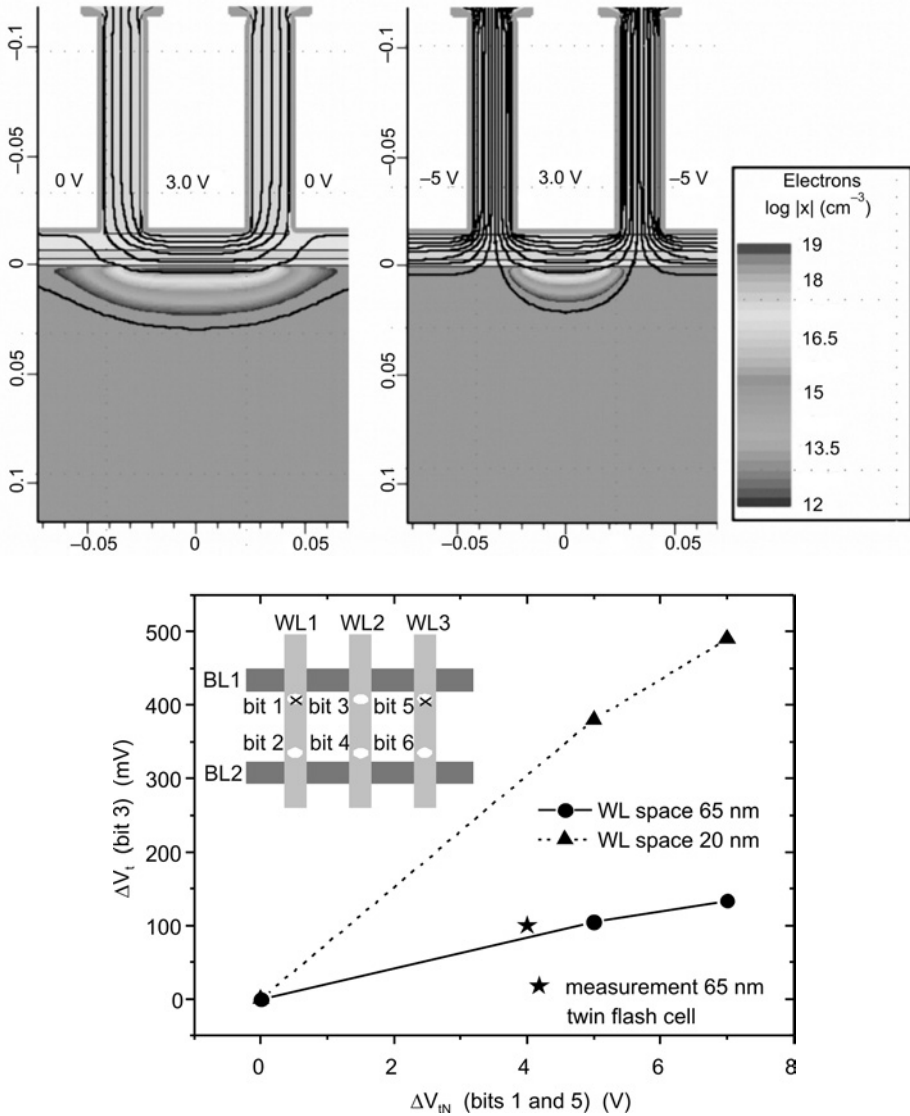 −0.1
−0.05
0
0.05
0.1
0 V 3.0 V 0 V
−0.05 0 0.05
−0.1
−0.05
0
0.05
0.1
−5 V 3.0 V −5 V
−0.05 0 0.05
Electrons
log |x| (cm⁻³)
19
18
16.5
15
13.5
12
500
400
300
200
100
0
ΔVt (bit 3) (mV)
WL1 WL2 WL3
BL1
bit 1 bit 3 bit 5
bit 2 bit 4 bit 6
BL2
WL space 65 nm
WL space 20 nm
measurement 65 nm
twin flash cell
0 2 4 6 8
ΔVtN (bits 1 and 5) (V)